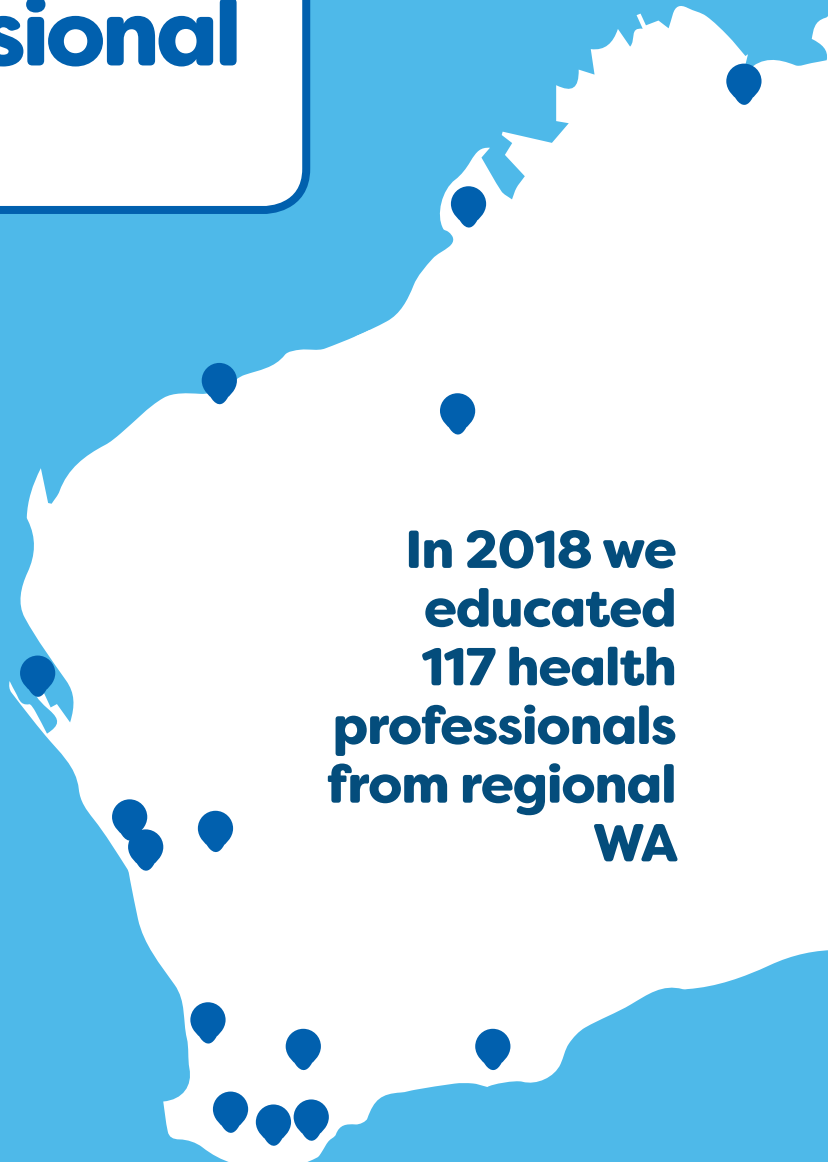 sional
In 2018 we
educated
117 health
professionals
from regional
WA